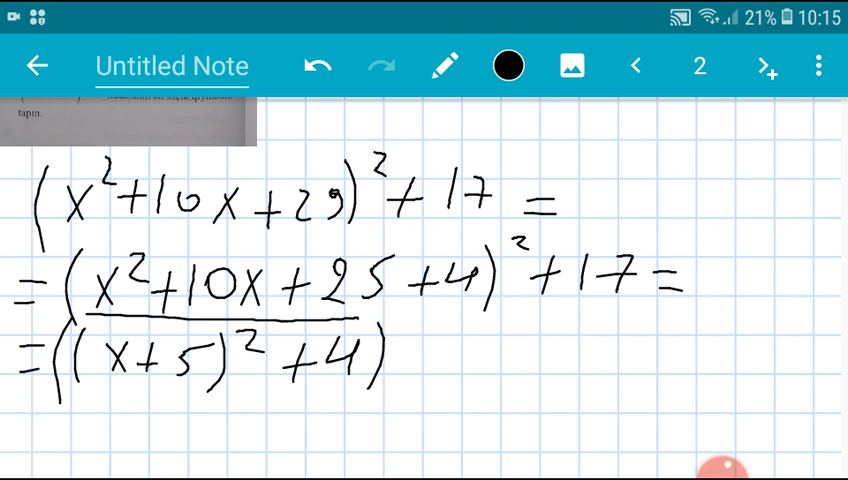 21% 10:15
Untitled Note 2
tapın.
(x²+10x+29)²+17=
=(x²+10x+25+4)²+17=
=((x+5)²+4)